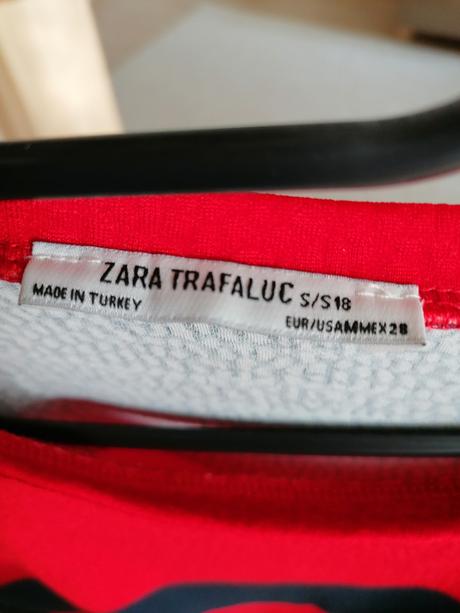 ZARA TRAFALUC S/S18
MADE IN TURKEY
EUR/USAMMEX28